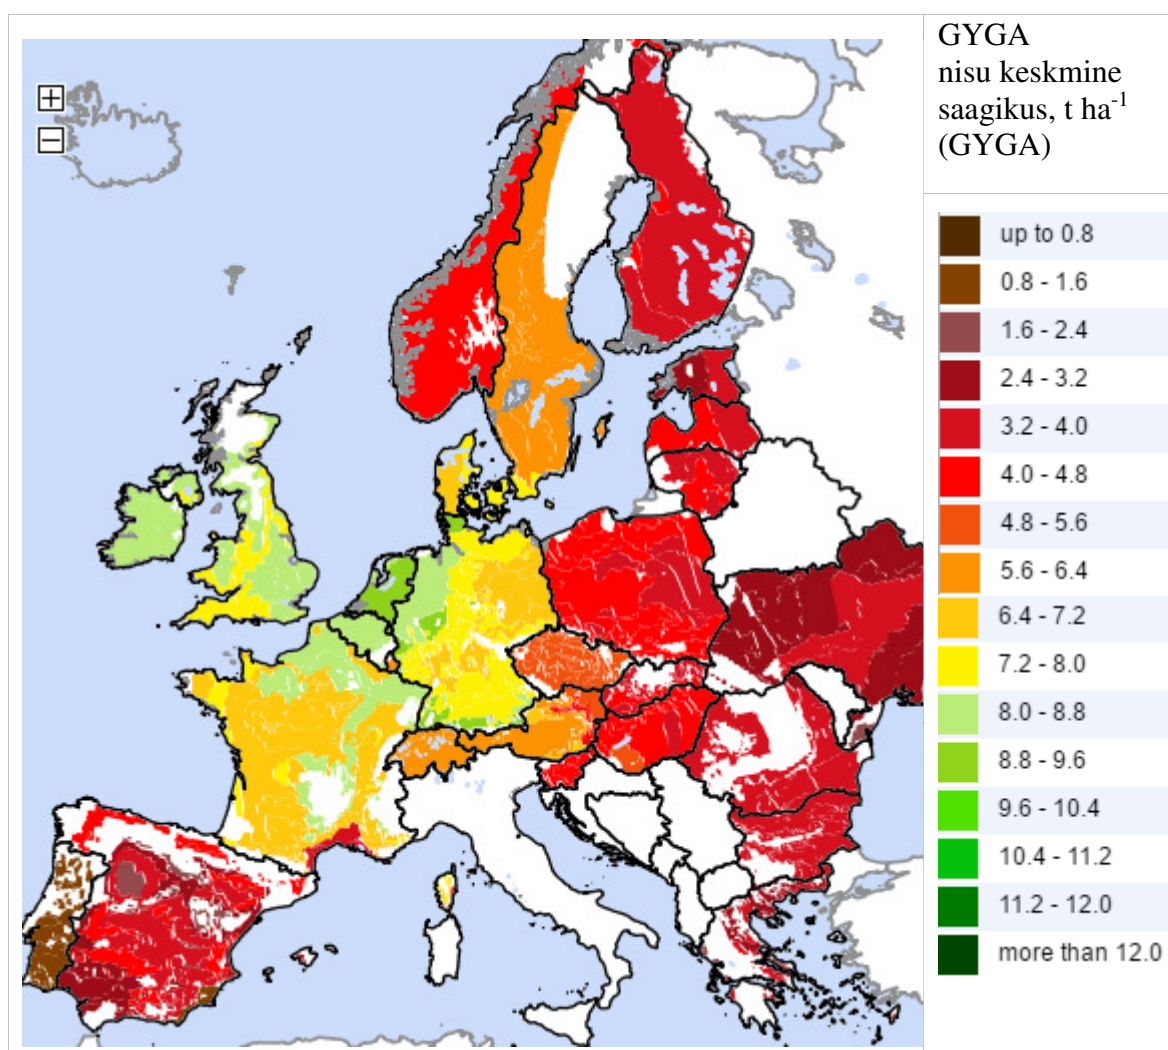 GYGA
nisu keskmine
saagikus, t ha⁻¹
(GYGA)
up to 0.8
0.8 - 1.6
1.6 - 2.4
2.4 - 3.2
3.2 - 4.0
4.0 - 4.8
4.8 - 5.6
5.6 - 6.4
6.4 - 7.2
7.2 - 8.0
8.0 - 8.8
8.8 - 9.6
9.6 - 10.4
10.4 - 11.2
11.2 - 12.0
more than 12.0